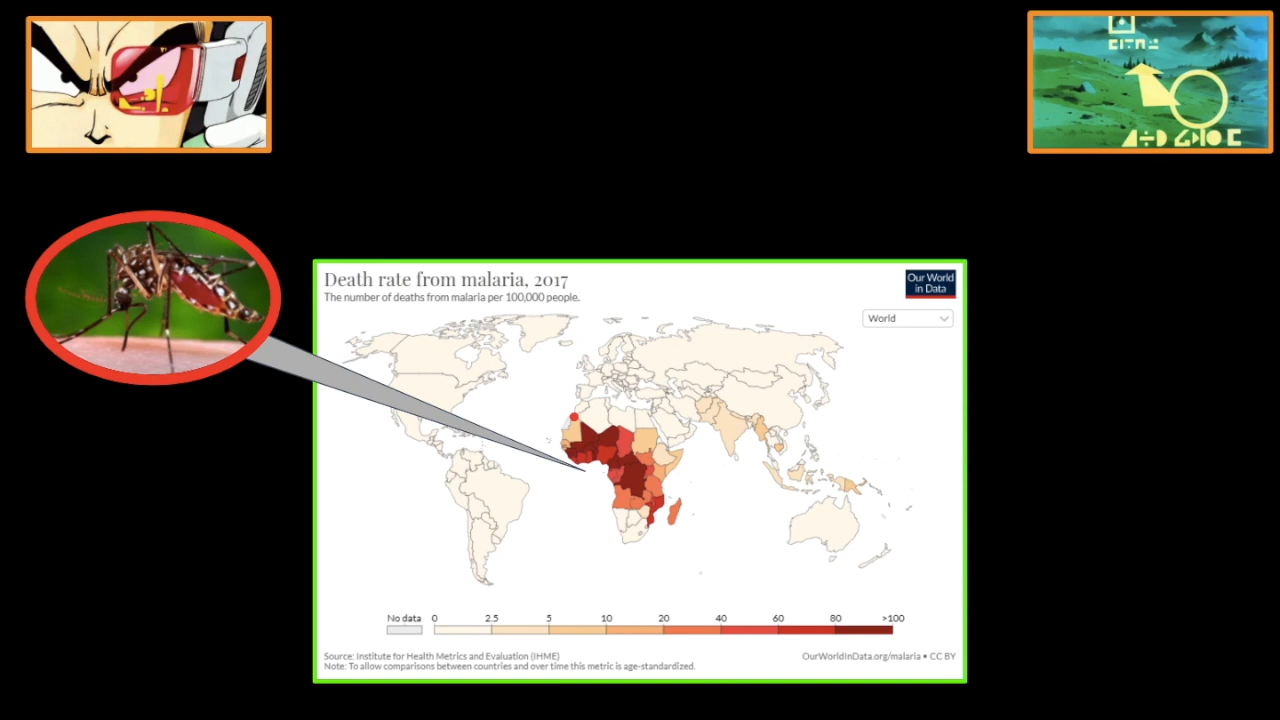 Death rate from malaria, 2017
The number of deaths from malaria per 100,000 people.
Our World
in Data
World
No data 0 2.5 5 10 20 40 60 80 >100
Source: Institute for Health Metrics and Evaluation (IHME)
Note: To allow comparisons between countries and over time this metric is age-standardized.
OurWorldInData.org/malaria • CC BY